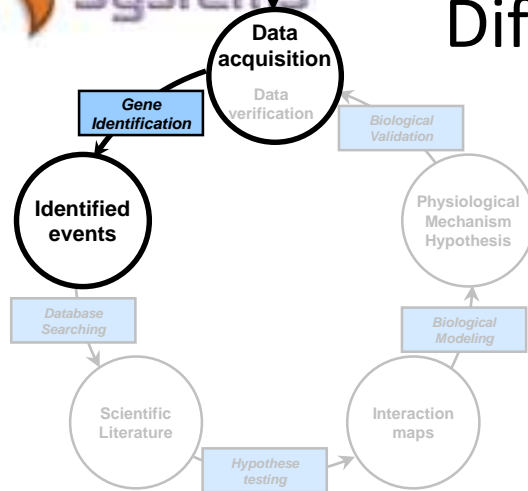 Systems
Dif
Data
acquisition
Data
verification
Gene
Identification
Biological
Validation
Identified
events
Physiological
Mechanism
Hypothesis
Database
Searching
Biological
Modeling
Scientific
Literature
Interaction
maps
Hypothese
testing